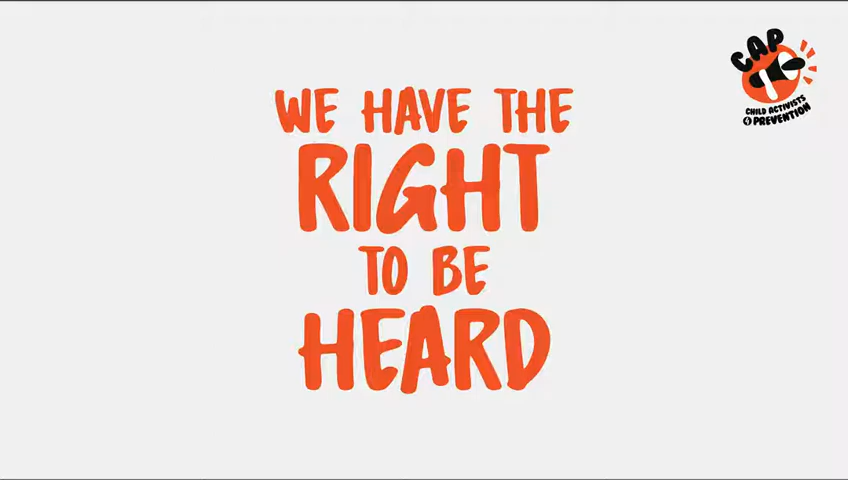 WE HAVE THE
RIGHT
TO BE
HEARD
CAP
CHILD ACTIVISTS
PREVENTION